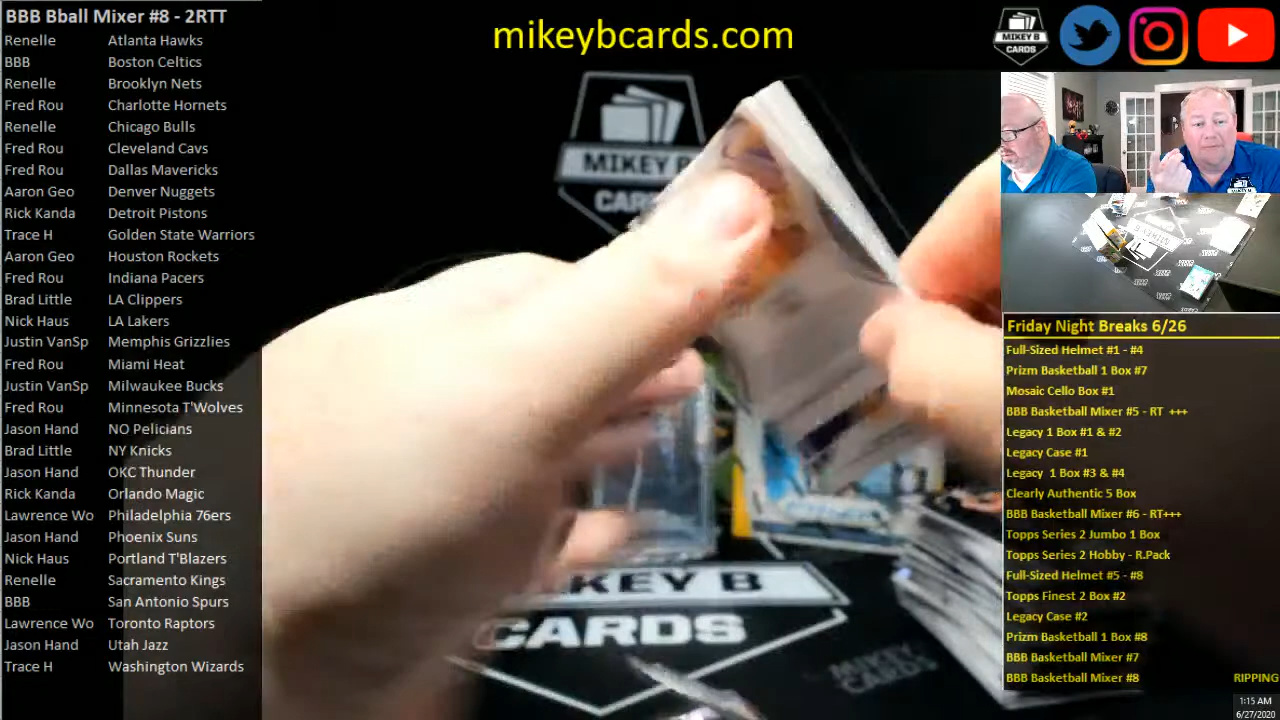 BBB Bball Mixer #8 - 2RTT
Renelle Atlanta Hawks
BBB Boston Celtics
Renelle Brooklyn Nets
Fred Rou Charlotte Hornets
Renelle Chicago Bulls
Fred Rou Cleveland Cavs
Fred Rou Dallas Mavericks
Aaron Geo Denver Nuggets
Rick Kanda Detroit Pistons
Trace H Golden State Warriors
Aaron Geo Houston Rockets
Fred Rou Indiana Pacers
Brad Little LA Clippers
Nick Haus LA Lakers
Justin VanSp Memphis Grizzlies
Fred Rou Miami Heat
Justin VanSp Milwaukee Bucks
Fred Rou Minnesota T'Wolves
Jason Hand NO Pelicians
Brad Little NY Knicks
Jason Hand OKC Thunder
Rick Kanda Orlando Magic
Lawrence Wo Philadelphia 76ers
Jason Hand Phoenix Suns
Nick Haus Portland T'Blazers
Renelle Sacramento Kings
BBB San Antonio Spurs
Lawrence Wo Toronto Raptors
Jason Hand Utah Jazz
Trace H Washington Wizards
mikeybcards.com
MIKEY B
CARDS
MIKEY B
CARDS
MIKEY B
CARDS
Friday Night Breaks 6/26
Full-Sized Helmet #1 - #4
Prizm Basketball 1 Box #7
Mosaic Cello Box #1
BBB Basketball Mixer #5 - RT +++
Legacy 1 Box #1 & #2
Legacy Case #1
Legacy 1 Box #3 & #4
Clearly Authentic 5 Box
BBB Basketball Mixer #6 - RT+++
Topps Series 2 Jumbo 1 Box
Topps Series 2 Hobby - R.Pack
Full-Sized Helmet #5 - #8
Topps Finest 2 Box #2
Legacy Case #2
Prizm Basketball 1 Box #8
BBB Basketball Mixer #7
BBB Basketball Mixer #8 RIPPING
1:15 AM
6/27/2020